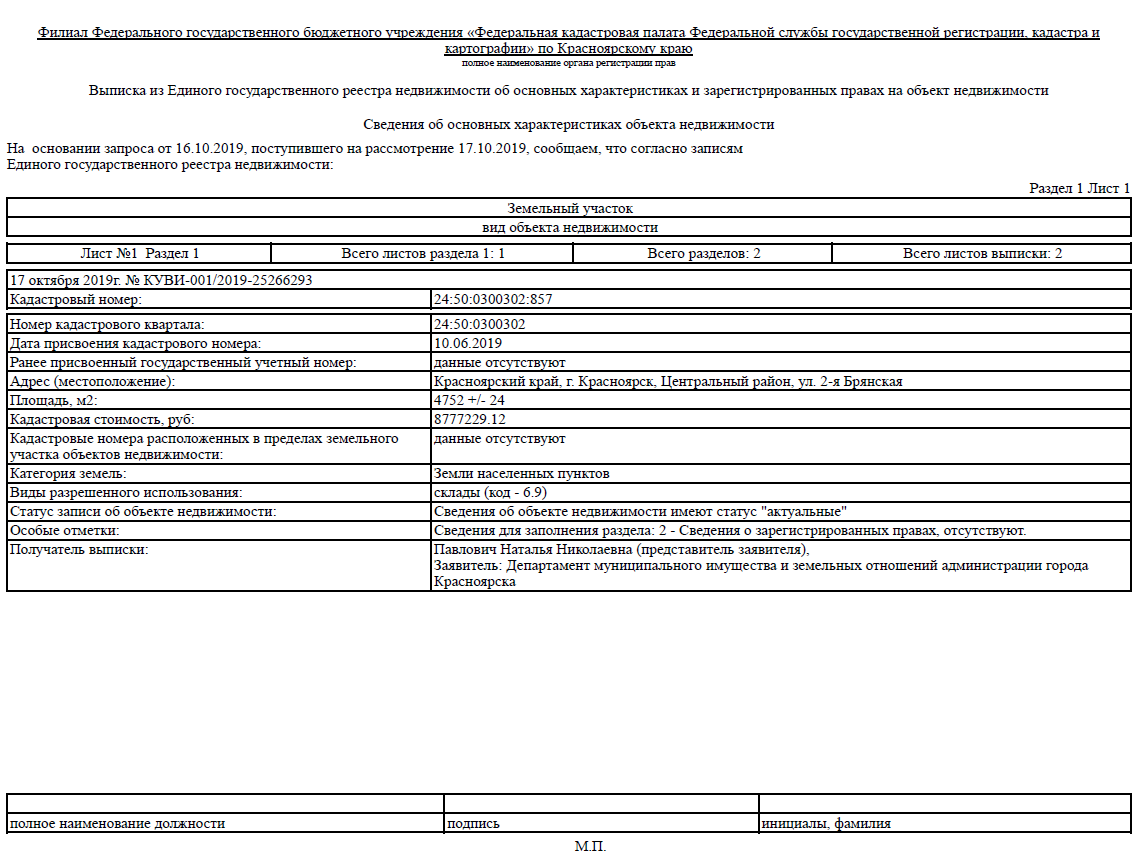 Филиал Федерального государственного бюджетного учреждения «Федеральная кадастровая палата Федеральной службы государственной регистрации, кадастра и
картографии» по Красноярскому краю
полное наименование органа регистрации прав
Выписка из Единого государственного реестра недвижимости об основных характеристиках и зарегистрированных правах на объект недвижимости
Сведения об основных характеристиках объекта недвижимости
На основании запроса от 16.10.2019, поступившего на рассмотрение 17.10.2019, сообщаем, что согласно записям
Единого государственного реестра недвижимости:
Раздел 1 Лист 1
Земельный участок
вид объекта недвижимости
Лист №1 Раздел 1 Всего листов раздела 1: 1 Всего разделов: 2 Всего листов выписки: 2
17 октября 2019г. № КУВИ-001/2019-25266293
Кадастровый номер: 24:50:0300302:857
Номер кадастрового квартала: 24:50:0300302
Дата присвоения кадастрового номера: 10.06.2019
Ранее присвоенный государственный учетный номер: данные отсутствуют
Адрес (местоположение): Красноярский край, г. Красноярск, Центральный район, ул. 2-я Брянская
Площадь, м2: 4752 +/- 24
Кадастровая стоимость, руб: 8777229.12
Кадастровые номера расположенных в пределах земельного данные отсутствуют
участка объектов недвижимости:
Категория земель: Земли населенных пунктов
Виды разрешенного использования: склады (код - 6.9)
Статус записи об объекте недвижимости: Сведения об объекте недвижимости имеют статус "актуальные"
Особые отметки: Сведения для заполнения раздела: 2 - Сведения о зарегистрированных правах, отсутствуют.
Получатель выписки: Павлович Наталья Николаевна (представитель заявителя),
Заявитель: Департамент муниципального имущества и земельных отношений администрации города
Красноярска
полное наименование должности подпись инициалы, фамилия
М.П.